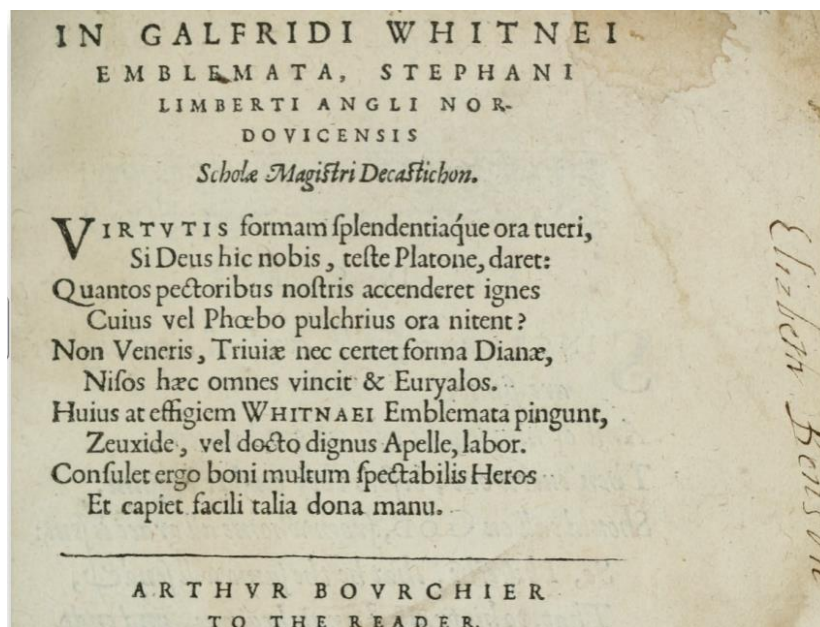 IN GALFRIDI WHITNEI
EMBLEMATA, STEPHANI
LIMBERTI ANGLI NOR-
DOVICENSIS
Scholæ Magiſtri Decaſtichon.
VIRTVTIS formam ſplendentiaq́ue ora tueri,
Si Deus hic nobis, teſte Platone, daret:
Quantos pectoribus noſtris accenderet ignes
Cuius vel Phœbo pulchrius ora nitent?
Non Veneris, Triuiæ nec certet forma Dianæ,
Niſos hæc omnes vincit & Euryalos.
Huius at effigiem WHITNAEI Emblemata pingunt,
Zeuxide, vel docto dignus Apelle, labor.
Conſulet ergo boni multum ſpectabilis Heros
Et capiet facili talia dona manu.
ARTHVR BOVRCHIER
TO THE READER.
Elizbeth